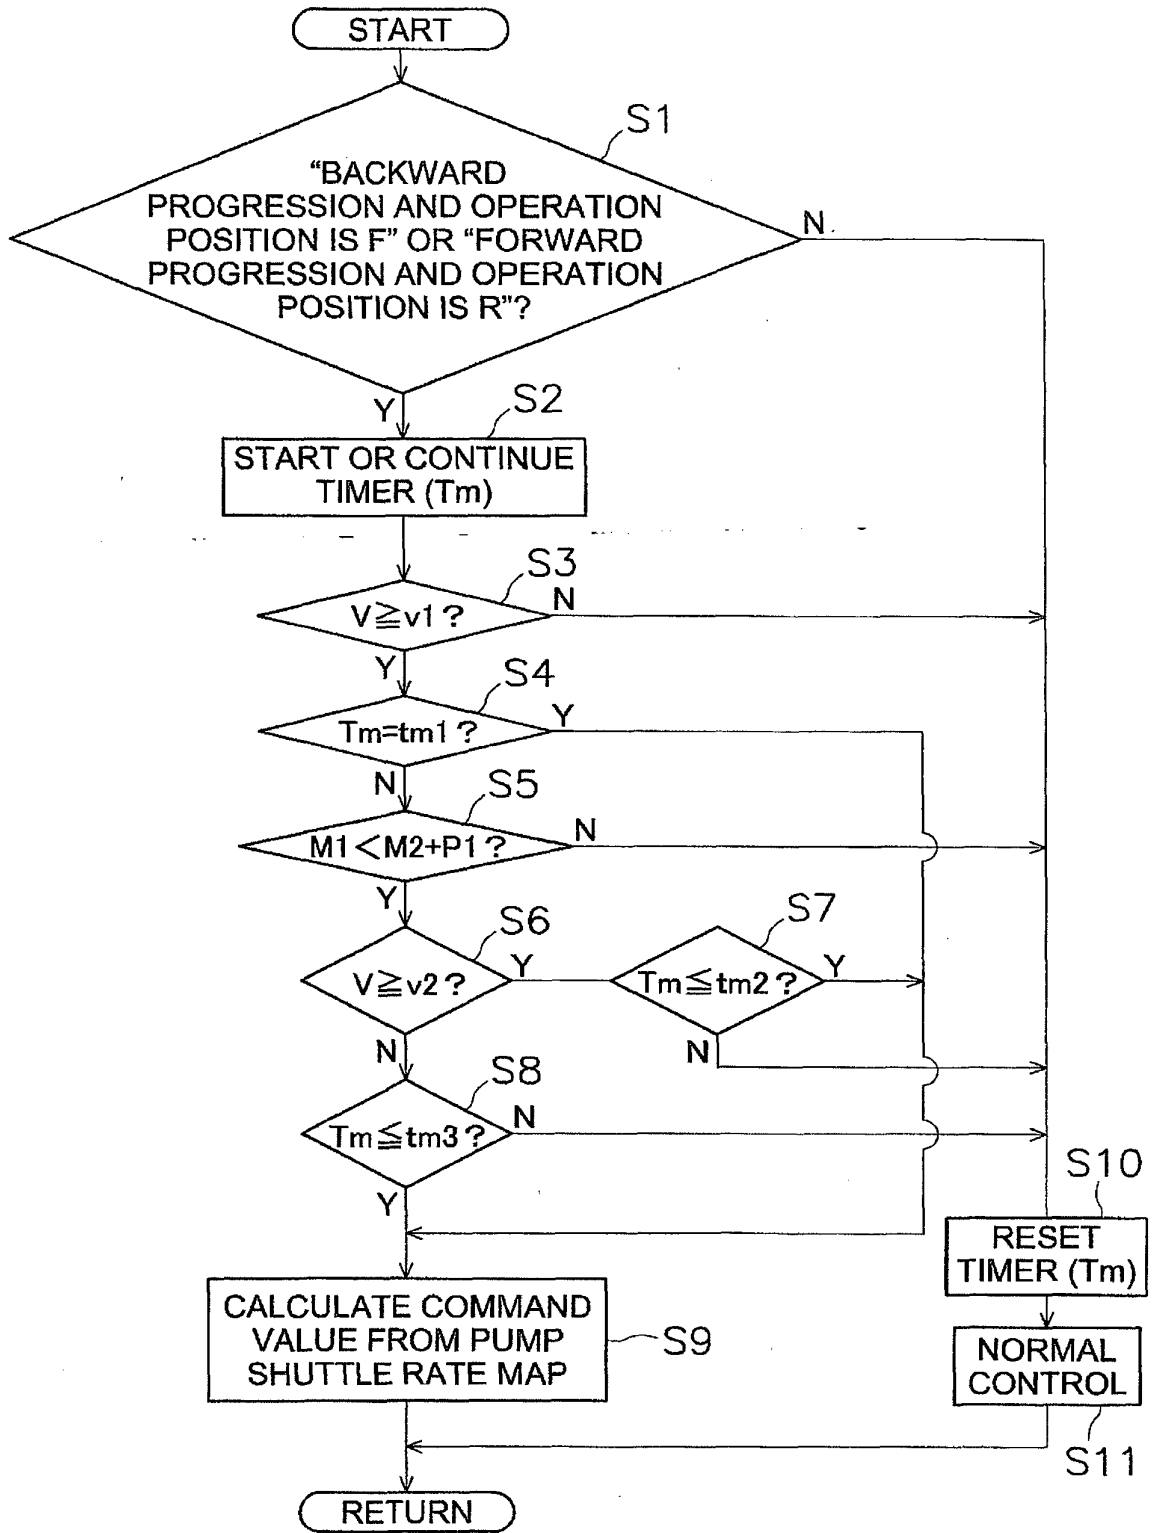 START
S1
“BACKWARD
PROGRESSION AND OPERATION
POSITION IS F” OR “FORWARD
PROGRESSION AND OPERATION
POSITION IS R”?
N
Y
S2
START OR CONTINUE
TIMER (Tm)
S3
V≧v1?
N
Y
S4
Tm=tm1?
Y
N
S5
M1<M2+P1?
N
Y
S6
V≧v2?
Y
S7
Tm≦tm2?
Y
N
N
S8
Tm≦tm3?
N
Y
S10
RESET
TIMER (Tm)
CALCULATE COMMAND
VALUE FROM PUMP
SHUTTLE RATE MAP
S9
NORMAL
CONTROL
S11
RETURN